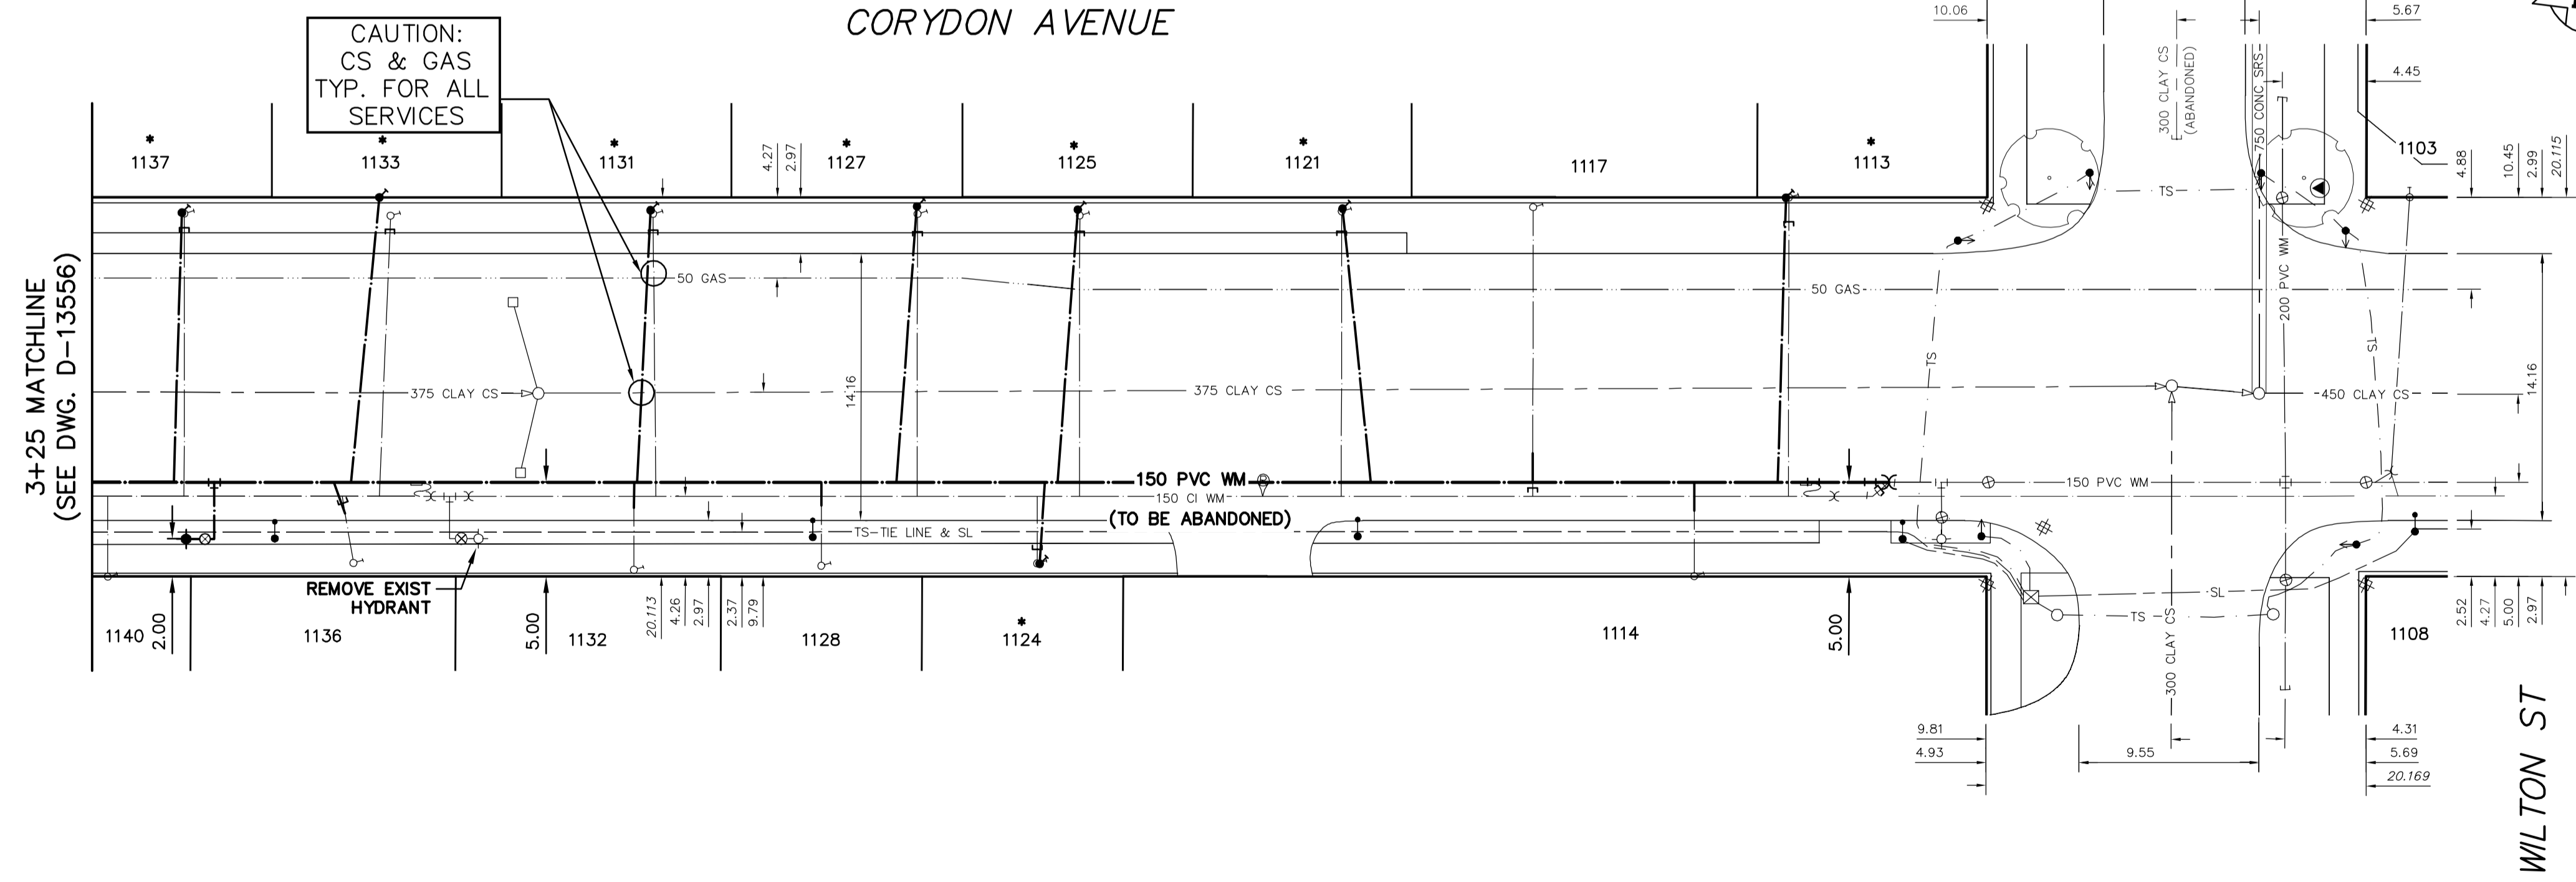 CORYDON AVENUE
CAUTION:
CS & GAS
TYP. FOR ALL
SERVICES
10.06
5.67
4.45
300 CLAY CS
(ABANDONED)
750 CONC SRS
*
1137
*
1133
*
1131
4.27
2.97
*
1127
*
1125
*
1121
1117
*
1113
1103
4.88
10.45
2.99
20.115
TS
200 PVC WM
3+25 MATCHLINE
(SEE DWG. D-13556)
50 GAS
50 GAS
TS
TS
375 CLAY CS
14.16
375 CLAY CS
450 CLAY CS
14.16
150 PVC WM
150 CI WM
(TO BE ABANDONED)
150 PVC WM
TS-TIE LINE & SL
REMOVE EXIST
HYDRANT
SL
TS
300 CLAY CS
1140
2.00
1136
5.00
1132
20.113
4.26
2.97
2.37
9.79
1128
*
1124
1114
5.00
1108
2.52
4.27
5.00
2.97
9.81
4.93
9.55
4.31
5.69
20.169
WILTON ST